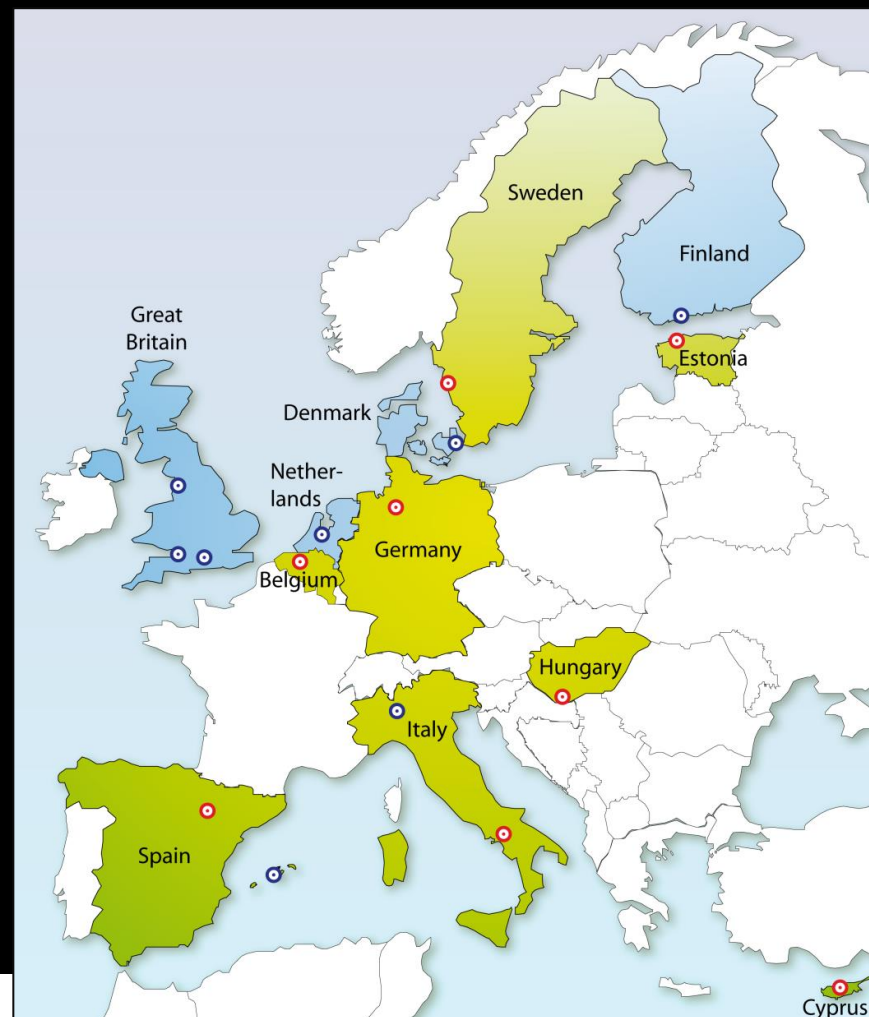 Sweden
Finland
Great
Britain
Estonia
Denmark
Nether-
lands
Germany
Belgium
Hungary
Italy
Spain
Cyprus